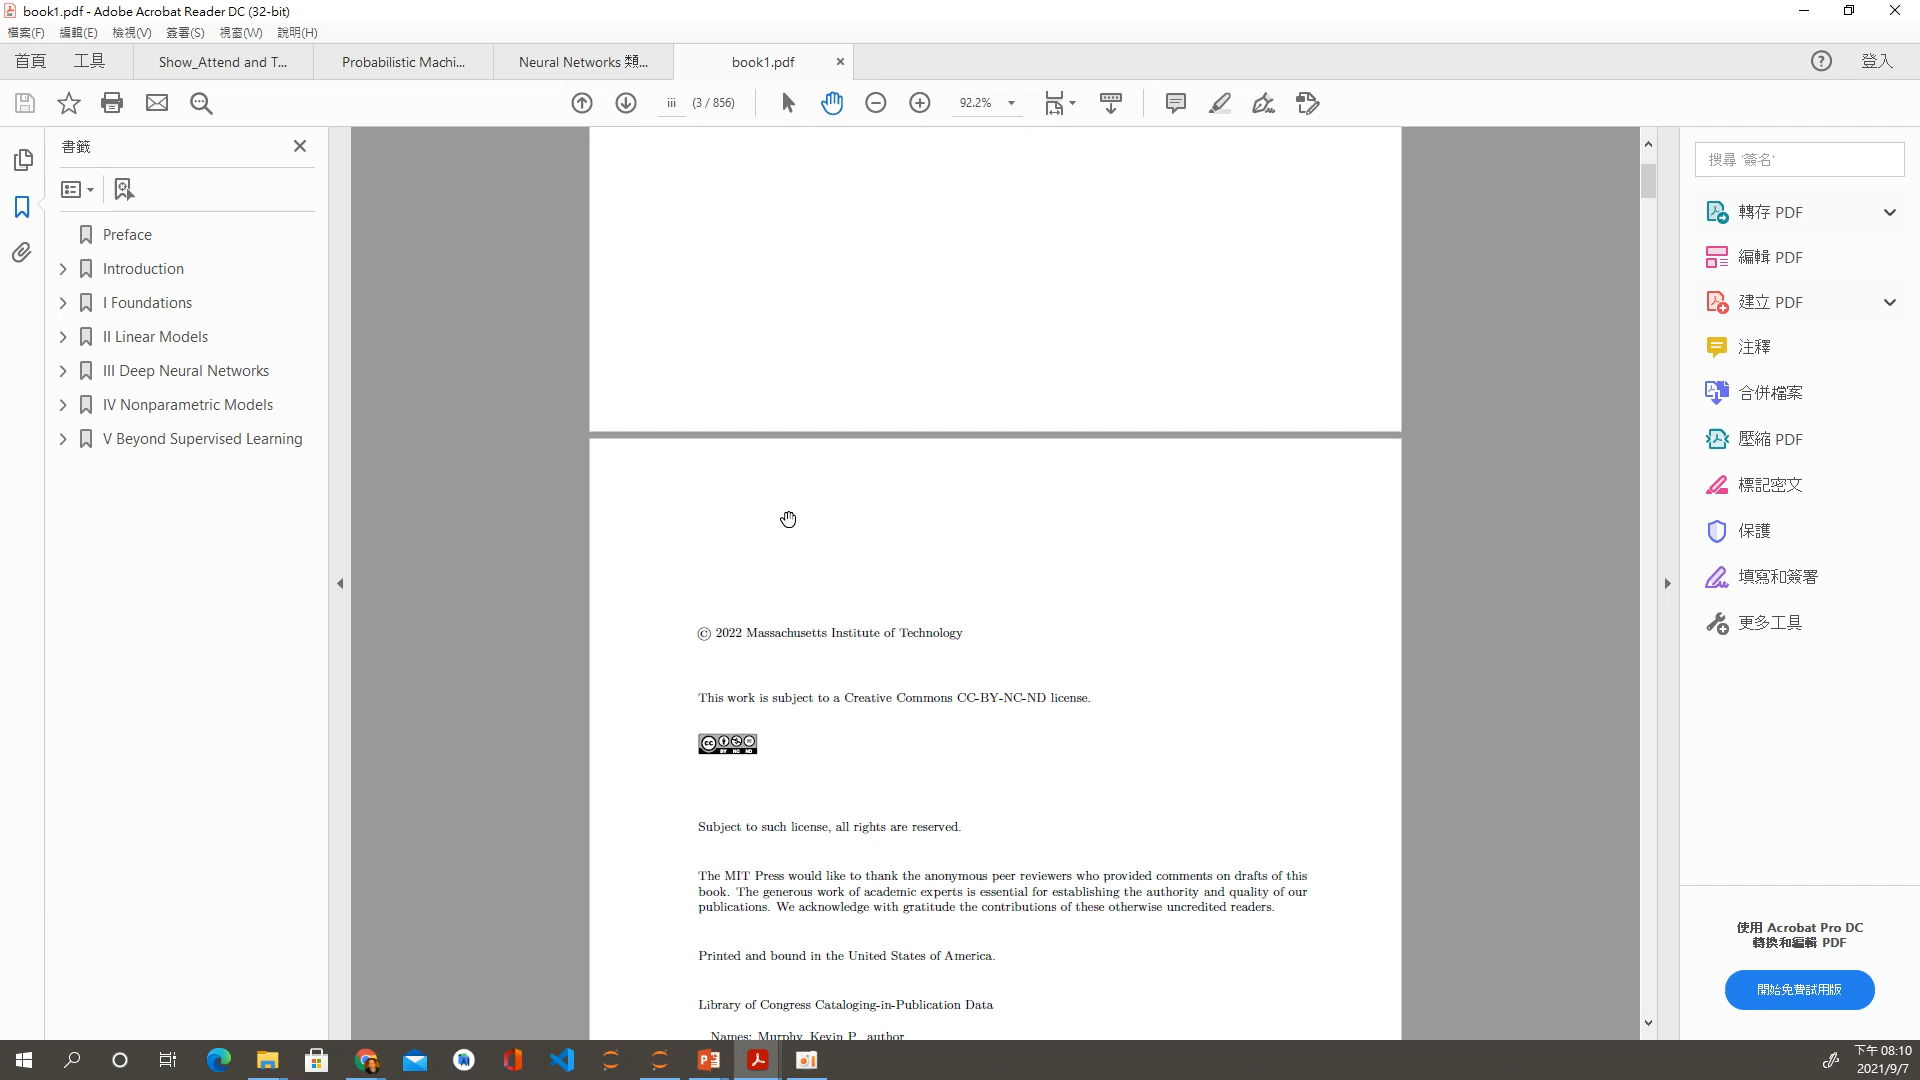 book1.pdf - Adobe Acrobat Reader DC (32-bit)
檔案(F) 編輯(E) 檢視(V) 簽署(S) 視窗(W) 說明(H)
首頁 工具 Show_Attend and T... Probabilistic Machi... Neural Networks 類... book1.pdf 登入
iii (3 / 856) 92.2%
書籤
Preface
Introduction
I Foundations
II Linear Models
III Deep Neural Networks
IV Nonparametric Models
V Beyond Supervised Learning
© 2022 Massachusetts Institute of Technology
This work is subject to a Creative Commons CC-BY-NC-ND license.
cc BY NC ND
Subject to such license, all rights are reserved.
The MIT Press would like to thank the anonymous peer reviewers who provided comments on drafts of this
book. The generous work of academic experts is essential for establishing the authority and quality of our
publications. We acknowledge with gratitude the contributions of these otherwise uncredited readers.
Printed and bound in the United States of America.
Library of Congress Cataloging-in-Publication Data
Names: Murphy, Kevin P., author.
搜尋 '簽名'
轉存 PDF
編輯 PDF
建立 PDF
注釋
合併檔案
壓縮 PDF
標記密文
保護
填寫和簽署
更多工具
使用 Acrobat Pro DC
轉換和編輯 PDF
開始免費試用版
下午 08:10
2021/9/7